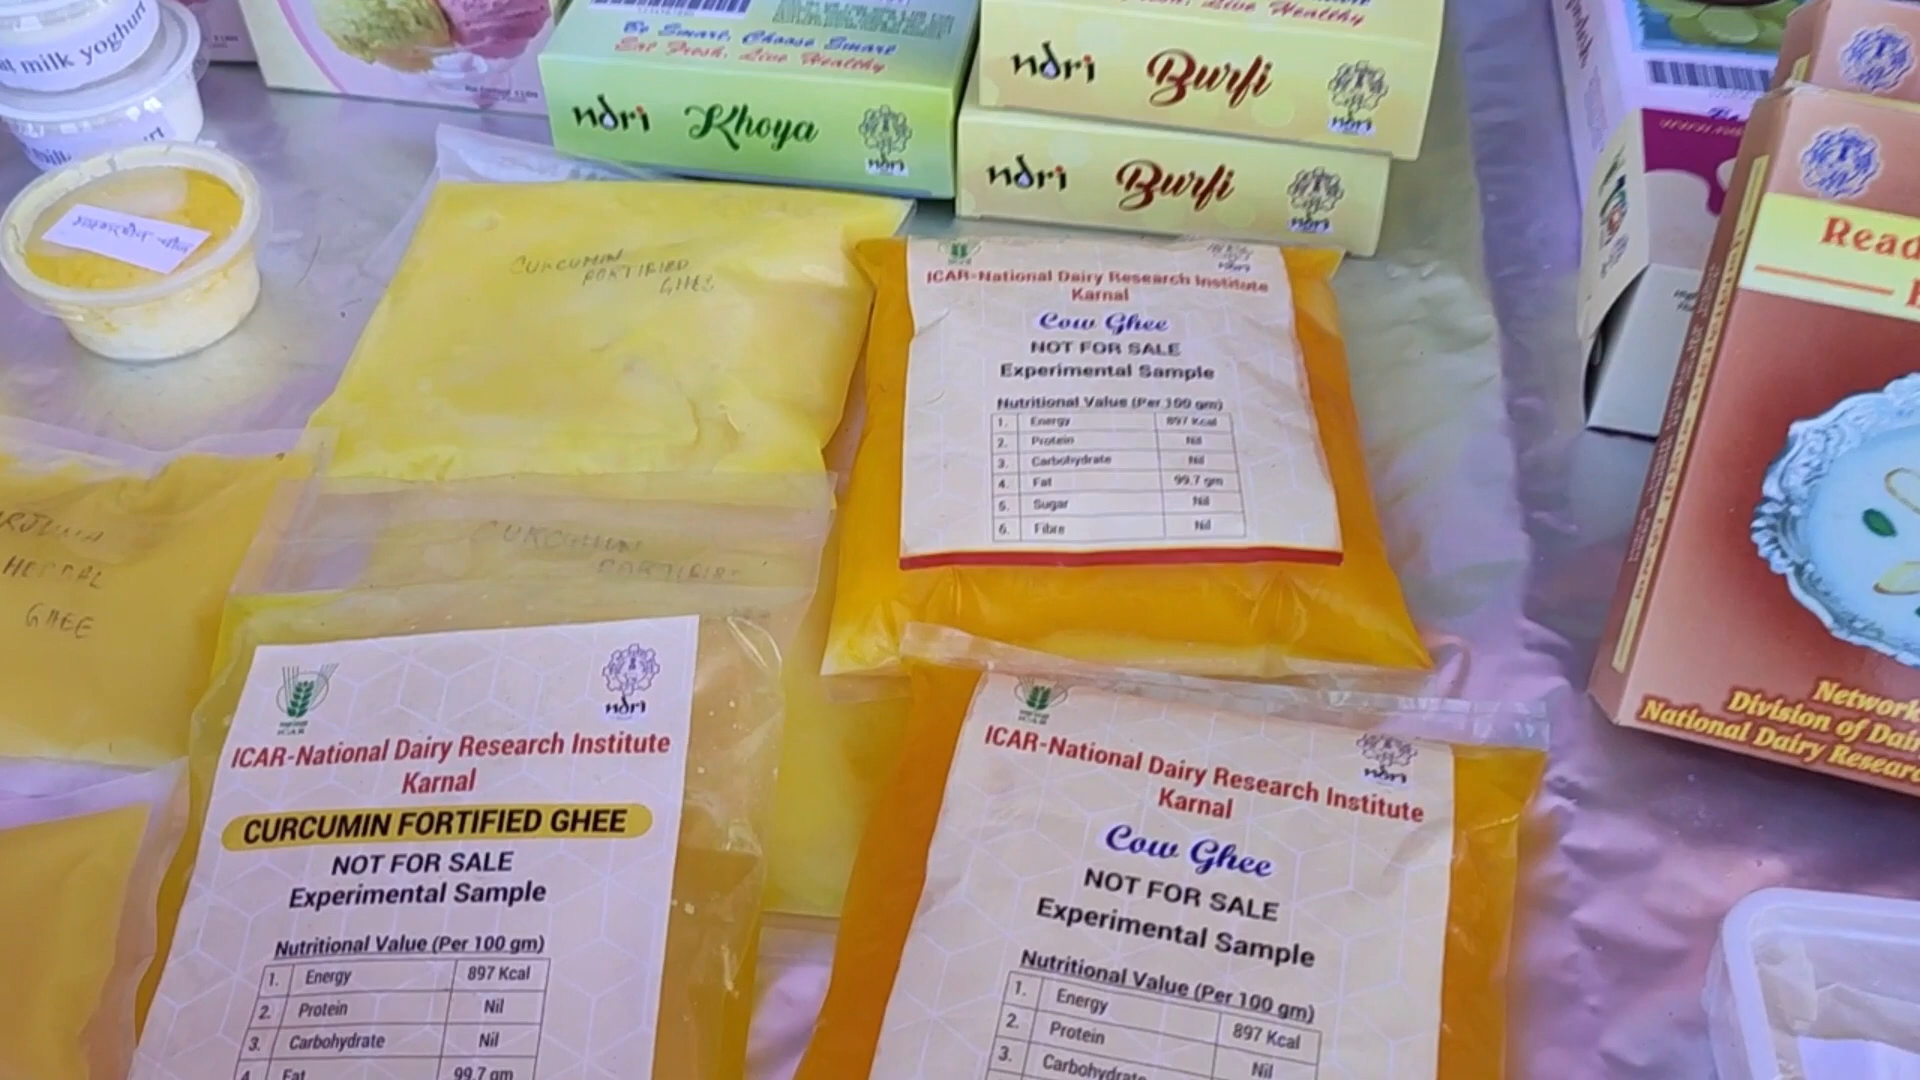 milk yoghurt
Be Smart, Choose Smart
Eat Fresh, Live Healthy
ndri Khoya
ndri
Live Healthy
ndri Burfi
ndri
ndri Burfi
ndri
CURCUMIN
FORTIFIED
GHEE
ICAR-National Dairy Research Institute
Karnal
Cow Ghee
NOT FOR SALE
Experimental Sample
Nutritional Value (Per 100 gm)
1. Energy 897 Kcal
2. Protein Nil
3. Carbohydrate Nil
4. Fat 99.7 gm
5. Sugar Nil
6. Fibre Nil
HERBAL
GHEE
CURCUMIN
ndri
ICAR
ICAR-National Dairy Research Institute
Karnal
CURCUMIN FORTIFIED GHEE
NOT FOR SALE
Experimental Sample
Nutritional Value (Per 100 gm)
1. Energy 897 Kcal
2. Protein Nil
3. Carbohydrate Nil
4. Fat 99.7 gm
ndri
ICAR-National Dairy Research Institute
Karnal
Cow Ghee
NOT FOR SALE
Experimental Sample
Nutritional Value (Per 100 gm)
1. Energy 897 Kcal
2. Protein Nil
3. Carbohydrate
Read
Network
Division of Dai
National Dairy Resear